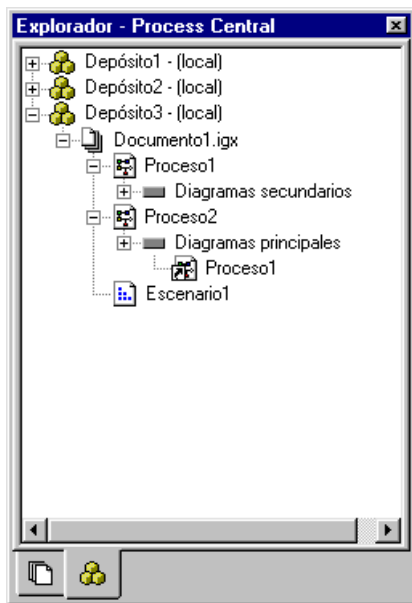 Explorador - Process Central
Depósito1 - (local)
Depósito2 - (local)
Depósito3 - (local)
Documento1.igx
Proceso1
Diagramas secundarios
Proceso2
Diagramas principales
Proceso1
Escenario1